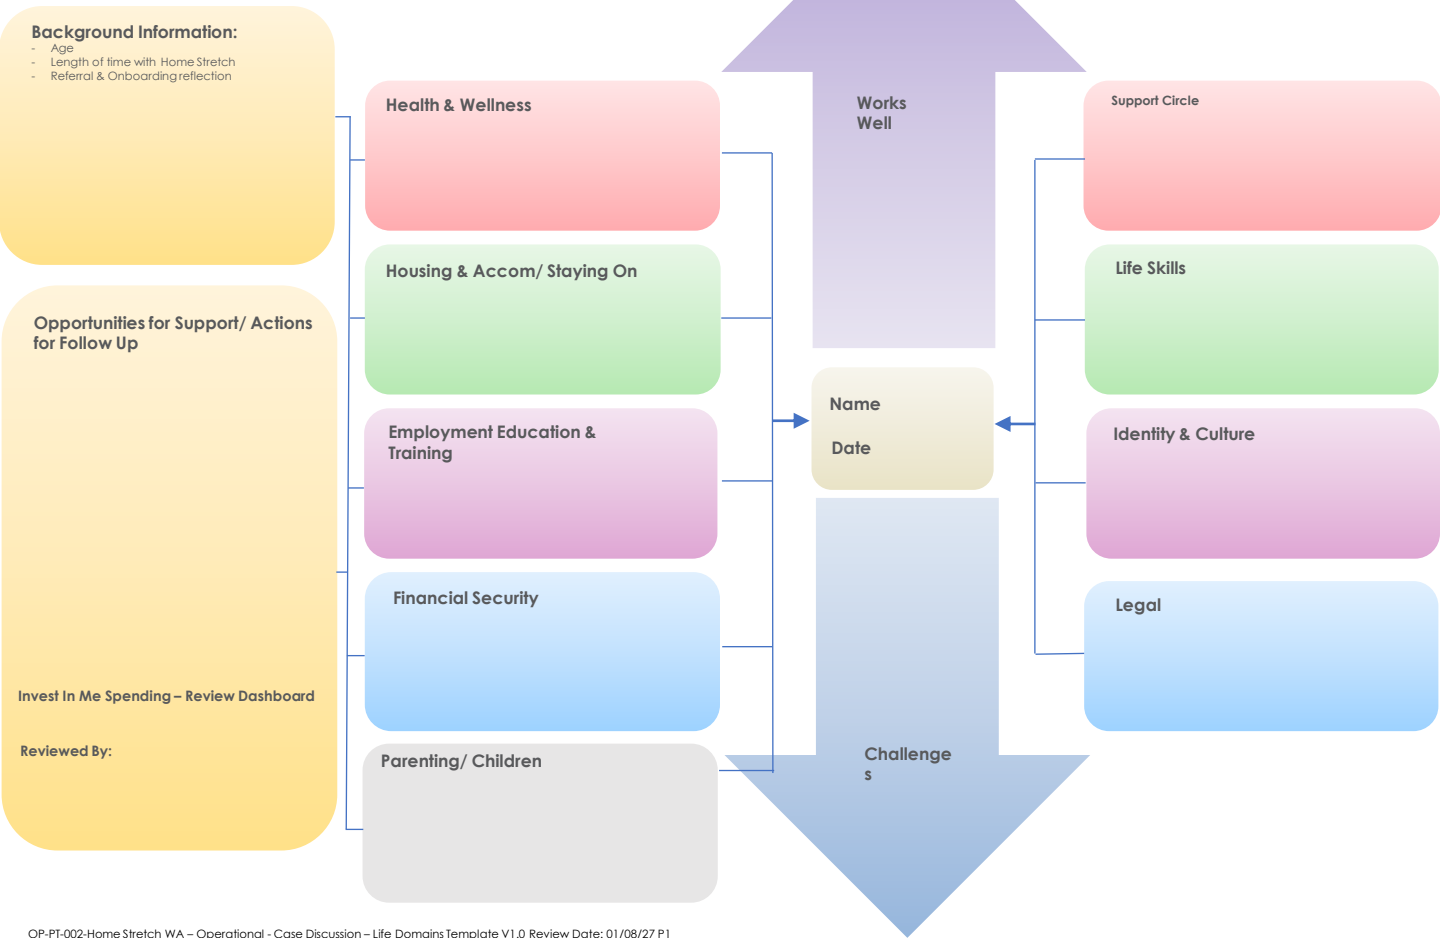 Background Information:
- Age
- Length of time with Home Stretch
- Referral & Onboarding reflection
Opportunities for Support/ Actions
for Follow Up
Invest In Me Spending – Review Dashboard
Reviewed By:
Health & Wellness
Housing & Accom/ Staying On
Employment Education &
Training
Financial Security
Parenting/ Children
Works
Well
Name
Date
Challenge
s
Support Circle
Life Skills
Identity & Culture
Legal
OP-PT-002-Home Stretch WA – Operational - Case Discussion – Life Domains Template V1.0 Review Date: 01/08/27 P1